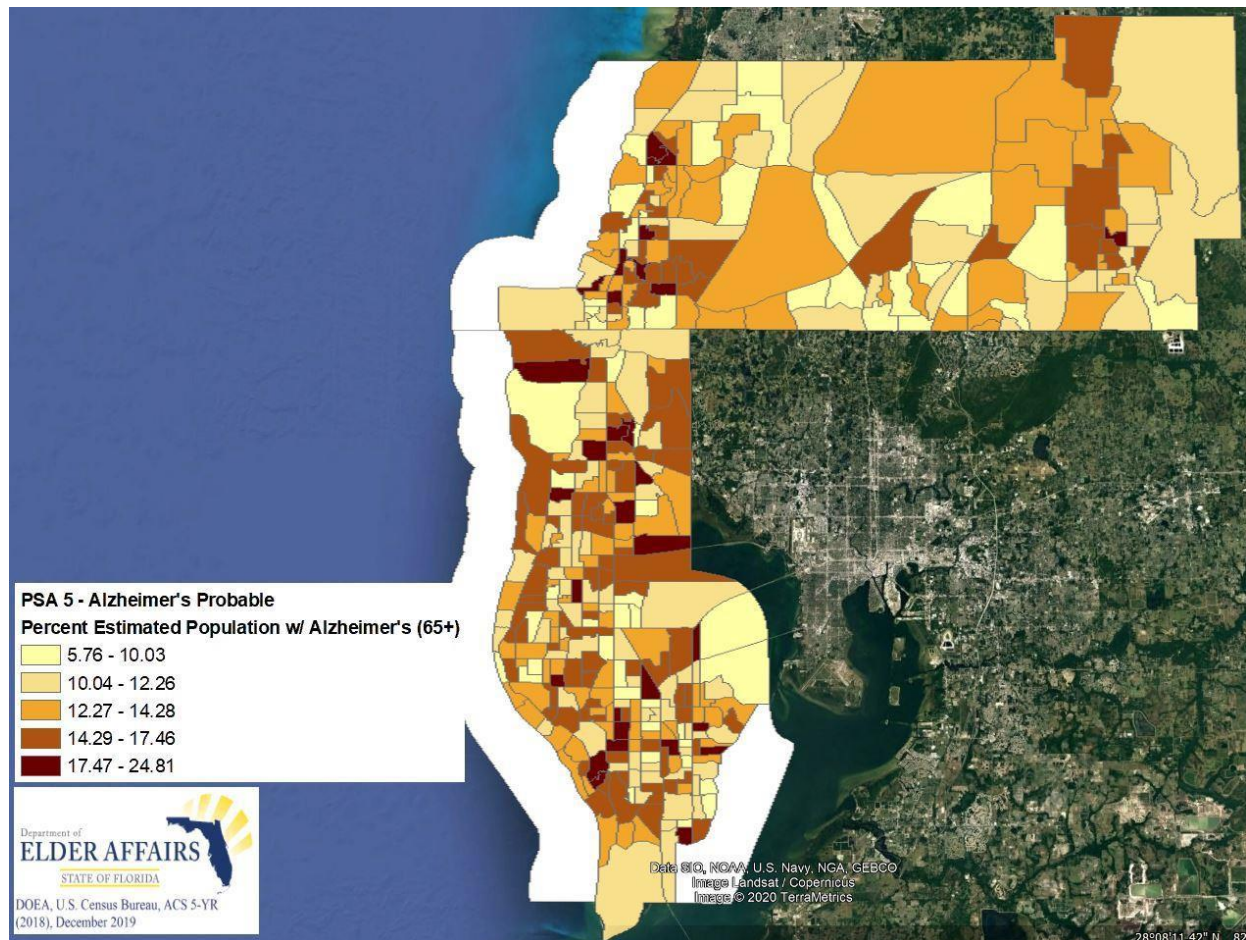 PSA 5 - Alzheimer's Probable
Percent Estimated Population w/ Alzheimer's (65+)
5.76 - 10.03
10.04 - 12.26
12.27 - 14.28
14.29 - 17.46
17.47 - 24.81
Department of
ELDER AFFAIRS
STATE OF FLORIDA
DOEA, U.S. Census Bureau, ACS 5-YR
(2018), December 2019
Data SIO, NOAA, U.S. Navy, NGA, GEBCO
Image Landsat / Copernicus
Image © 2020 TerraMetrics
28°08'11.42" N 82